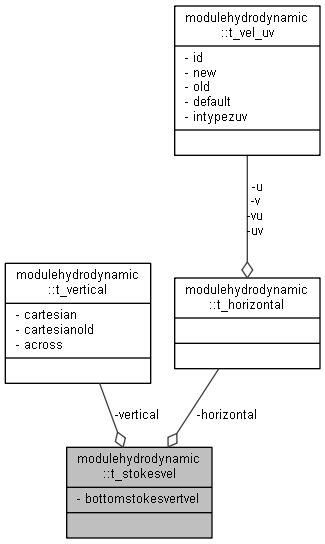 modulehydrodynamic
::t_vel_uv
- id
- new
- old
- default
- intypezuv
-u
-v
-vu
-uv
modulehydrodynamic
::t_vertical
- cartesian
- cartesianold
- across
modulehydrodynamic
::t_horizontal
-vertical
-horizontal
modulehydrodynamic
::t_stokesvel
- bottomstokesvertvel